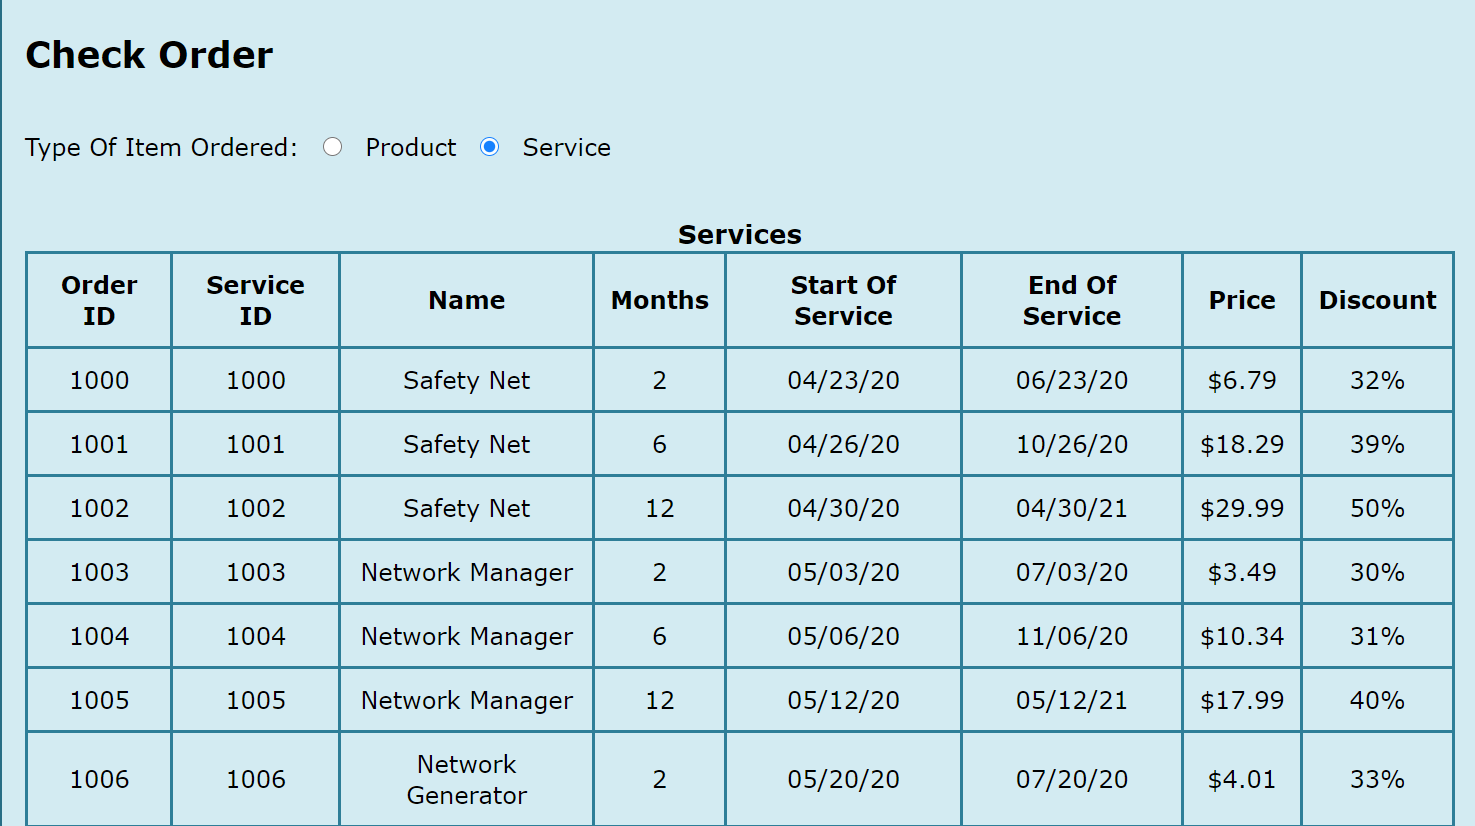 Check Order
Type Of Item Ordered: Product Service
Services
Order ID Service ID Name Months Start Of Service End Of Service Price Discount
1000 1000 Safety Net 2 04/23/20 06/23/20 $6.79 32%
1001 1001 Safety Net 6 04/26/20 10/26/20 $18.29 39%
1002 1002 Safety Net 12 04/30/20 04/30/21 $29.99 50%
1003 1003 Network Manager 2 05/03/20 07/03/20 $3.49 30%
1004 1004 Network Manager 6 05/06/20 11/06/20 $10.34 31%
1005 1005 Network Manager 12 05/12/20 05/12/21 $17.99 40%
1006 1006 Network Generator 2 05/20/20 07/20/20 $4.01 33%